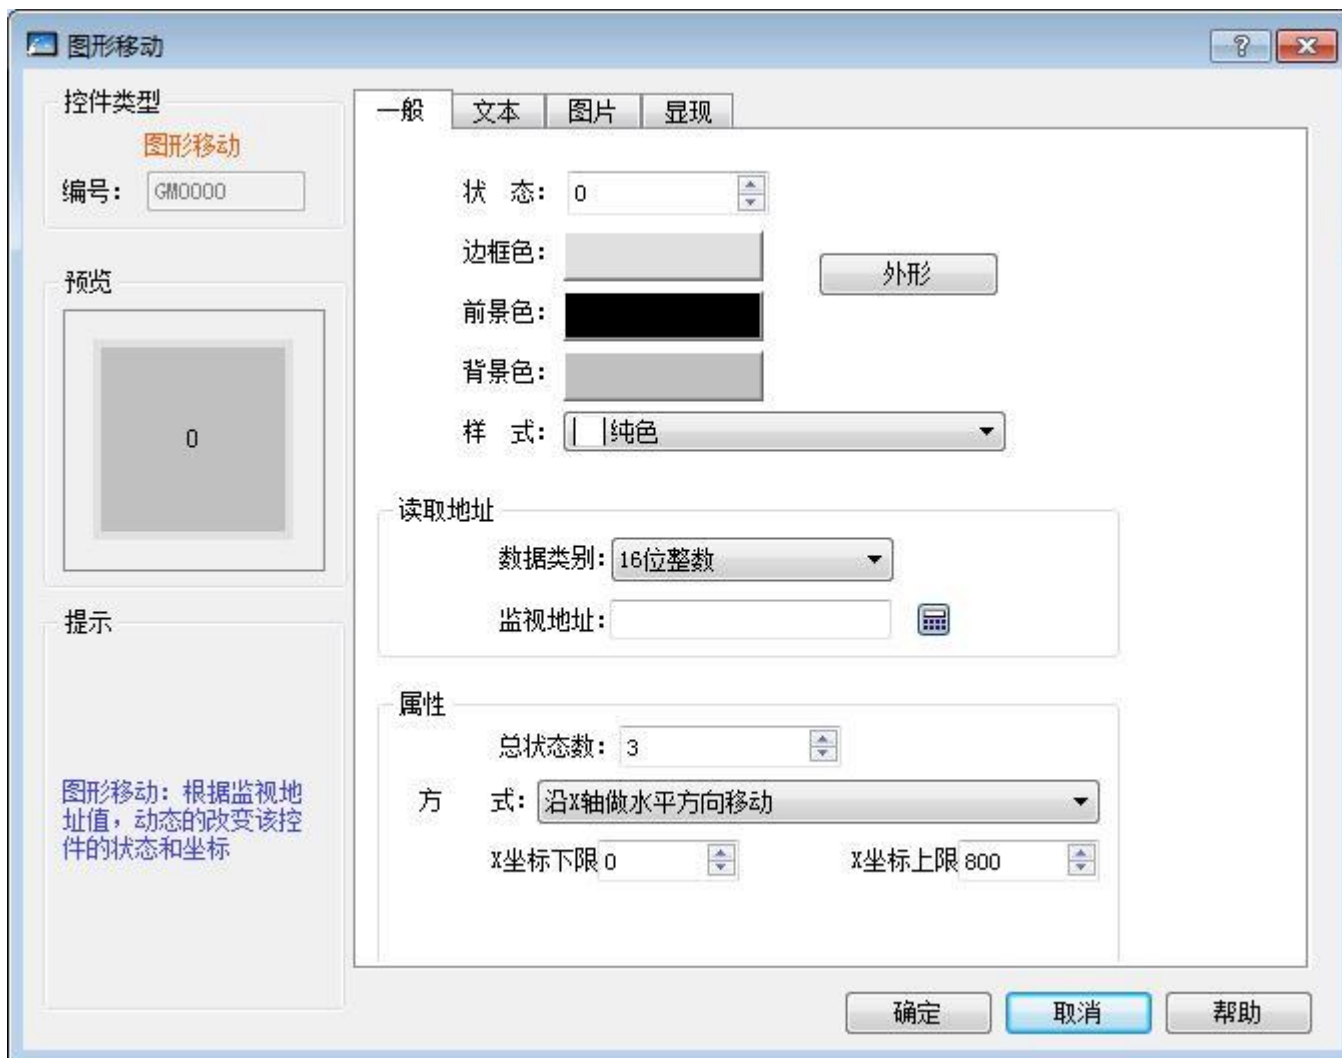 图形移动
控件类型
图形移动
编号： GM0000
预览
0
提示
图形移动：根据监视地
址值，动态的改变该控
件的状态和坐标
一般 文本 图片 显现
状 态： 0
边框色：
外形
前景色：
背景色：
样 式： 纯色
读取地址
数据类别： 16位整数
监视地址：
属性
总状态数： 3
方 式： 沿X轴做水平方向移动
X坐标下限 0 X坐标上限 800
确定 取消 帮助